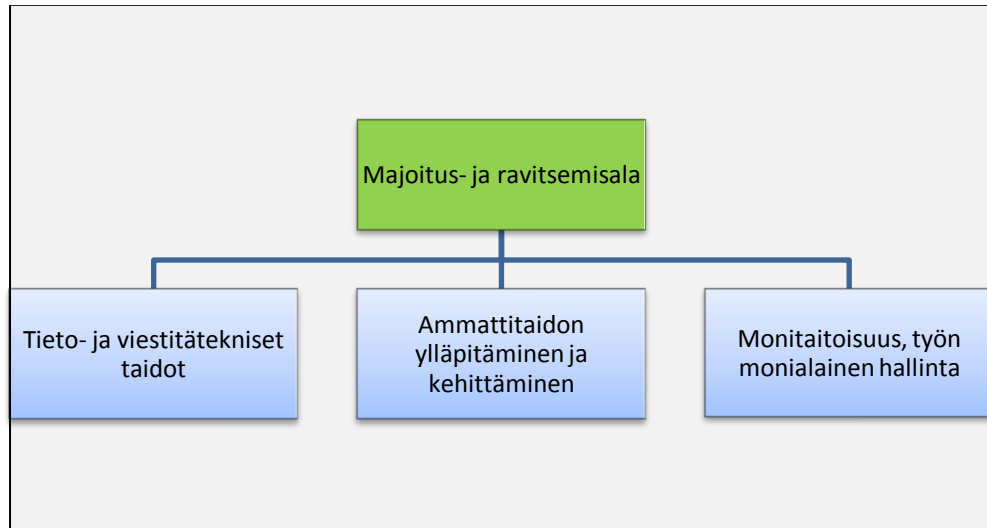 Majoitus- ja ravitsemisala
Tieto- ja viestitätekniset
taidot
Ammattitaidon
ylläpitäminen ja
kehittäminen
Monitaitoisuus, työn
monialainen hallinta